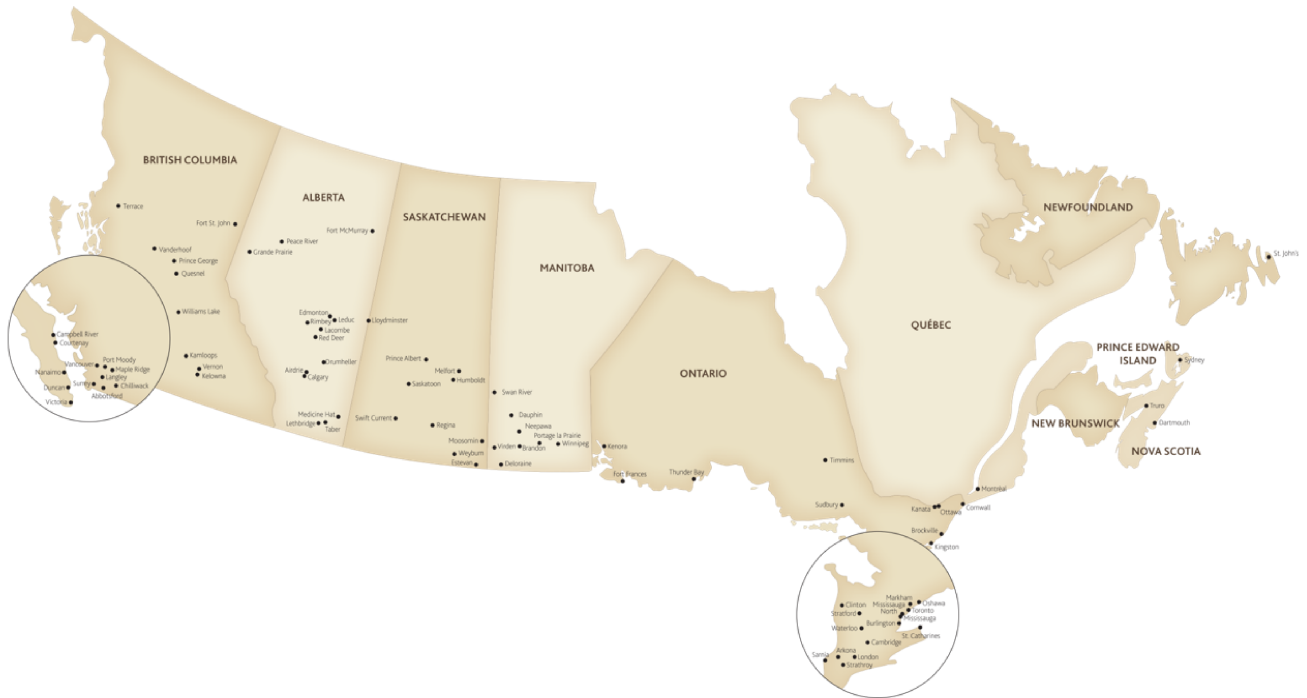 BRITISH COLUMBIA
Terrace
Fort St. John
Vanderhoof
Prince George
Quesnel
Williams Lake
Kamloops
Vernon
Kelowna
Campbell River
Courtenay
Vancouver
Port Moody
Maple Ridge
Nanaimo
Langley
Surrey
Chilliwack
Duncan
Abbotsford
Victoria
ALBERTA
Fort McMurray
Peace River
Grande Prairie
Edmonton
Leduc
Rimbey
Lacombe
Red Deer
Drumheller
Airdrie
Calgary
Medicine Hat
Lethbridge
Taber
SASKATCHEWAN
Lloydminster
Prince Albert
Melfort
Humboldt
Saskatoon
Swift Current
Regina
Moosomin
Weyburn
Estevan
MANITOBA
Swan River
Dauphin
Neepawa
Portage la Prairie
Virden
Brandon
Winnipeg
Deloraine
ONTARIO
Kenora
Fort Frances
Thunder Bay
Timmins
Sudbury
Kanata
Ottawa
Cornwall
Brockville
Kingston
Markham
Oshawa
Clinton
Mississauga
Stratford
North
Toronto
Mississauga
Burlington
Waterloo
St. Catharines
Cambridge
Sarnia
Arkona
London
Strathroy
QUÉBEC
Montréal
NEWFOUNDLAND
St. John's
PRINCE EDWARD
ISLAND
Sydney
NEW BRUNSWICK
Truro
Dartmouth
NOVA SCOTIA